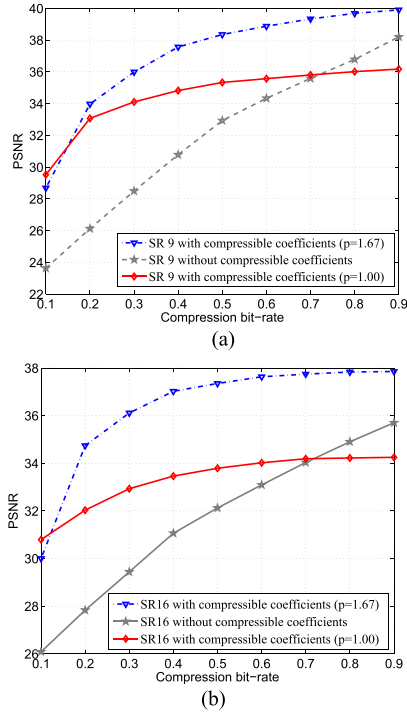 40
38
36
34
32
30
28
26
24
22
PSNR
SR 9 with compressible coefficients (p=1.67)
SR 9 without compressible coefficients
SR 9 with compressible coefficients (p=1.00)
0.1 0.2 0.3 0.4 0.5 0.6 0.7 0.8 0.9
Compression bit-rate
(a)
38
36
34
32
30
28
26
PSNR
SR16 with compressible coefficients (p=1.67)
SR16 without compressible coefficients
SR16 with compressible coefficients (p=1.00)
0.1 0.2 0.3 0.4 0.5 0.6 0.7 0.8 0.9
Compression bit-rate
(b)